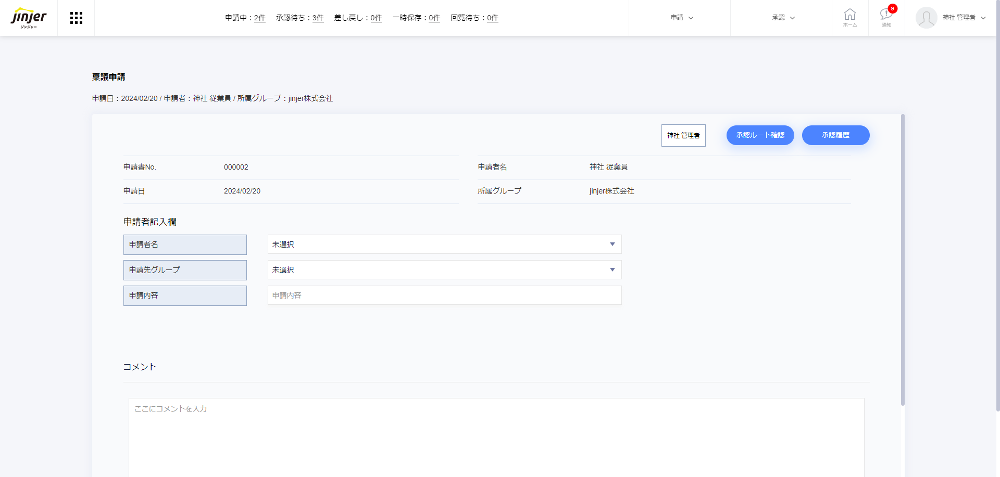 jinjer
ジンジャー
申請中：2件 承認待ち：3件 差し戻し：0件 一時保存：0件 回覧待ち：0件
申請
承認
ホーム
9
通知
神社 管理者
稟議申請
申請日：2024/02/20 / 申請者：神社 従業員 / 所属グループ：jinjer株式会社
神社 管理者
承認ルート確認
承認履歴
申請書No. 000002 申請者名 神社 従業員
申請日 2024/02/20 所属グループ jinjer株式会社
申請者記入欄
申請者名 未選択
申請先グループ 未選択
申請内容 申請内容
コメント
ここにコメントを入力